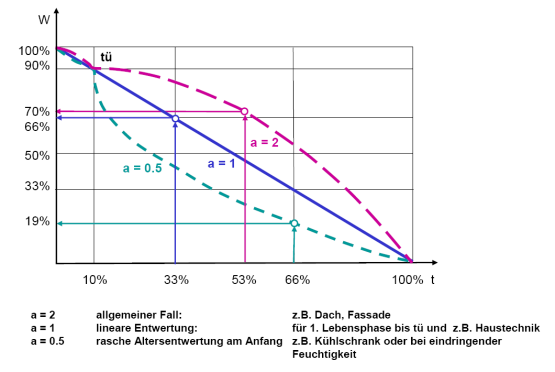 W
100%
90%
tü
70%
66%
a = 2
50%
a = 0.5
a = 1
33%
19%
10%
33%
53%
66%
100% t
a = 2 allgemeiner Fall: z.B. Dach, Fassade
a = 1 lineare Entwertung: für 1. Lebensphase bis tü und z.B. Haustechnik
a = 0.5 rasche Altersentwertung am Anfang z.B. Kühlschrank oder bei eindringender
Feuchtigkeit